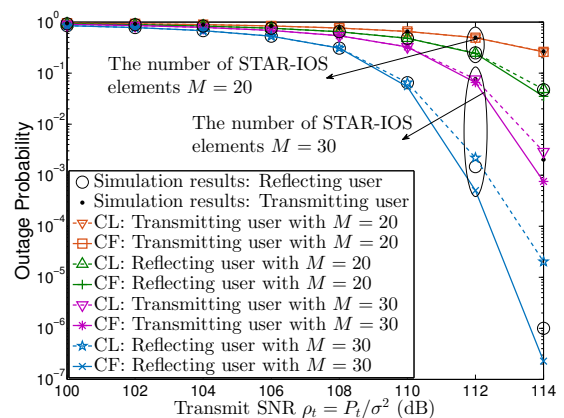 10^0
10^-1
10^-2
10^-3
10^-4
10^-5
10^-6
10^-7
Outage Probability
The number of STAR-IOS
elements M = 20
The number of STAR-IOS
elements M = 30
Simulation results: Reflecting user
Simulation results: Transmitting user
CL: Transmitting user with M = 20
CF: Transmitting user with M = 20
CL: Reflecting user with M = 20
CF: Reflecting user with M = 20
CL: Transmitting user with M = 30
CF: Transmitting user with M = 30
CL: Reflecting user with M = 30
CF: Reflecting user with M = 30
100 102 104 106 108 110 112 114
Transmit SNR ρ_t = P_t/σ^2 (dB)